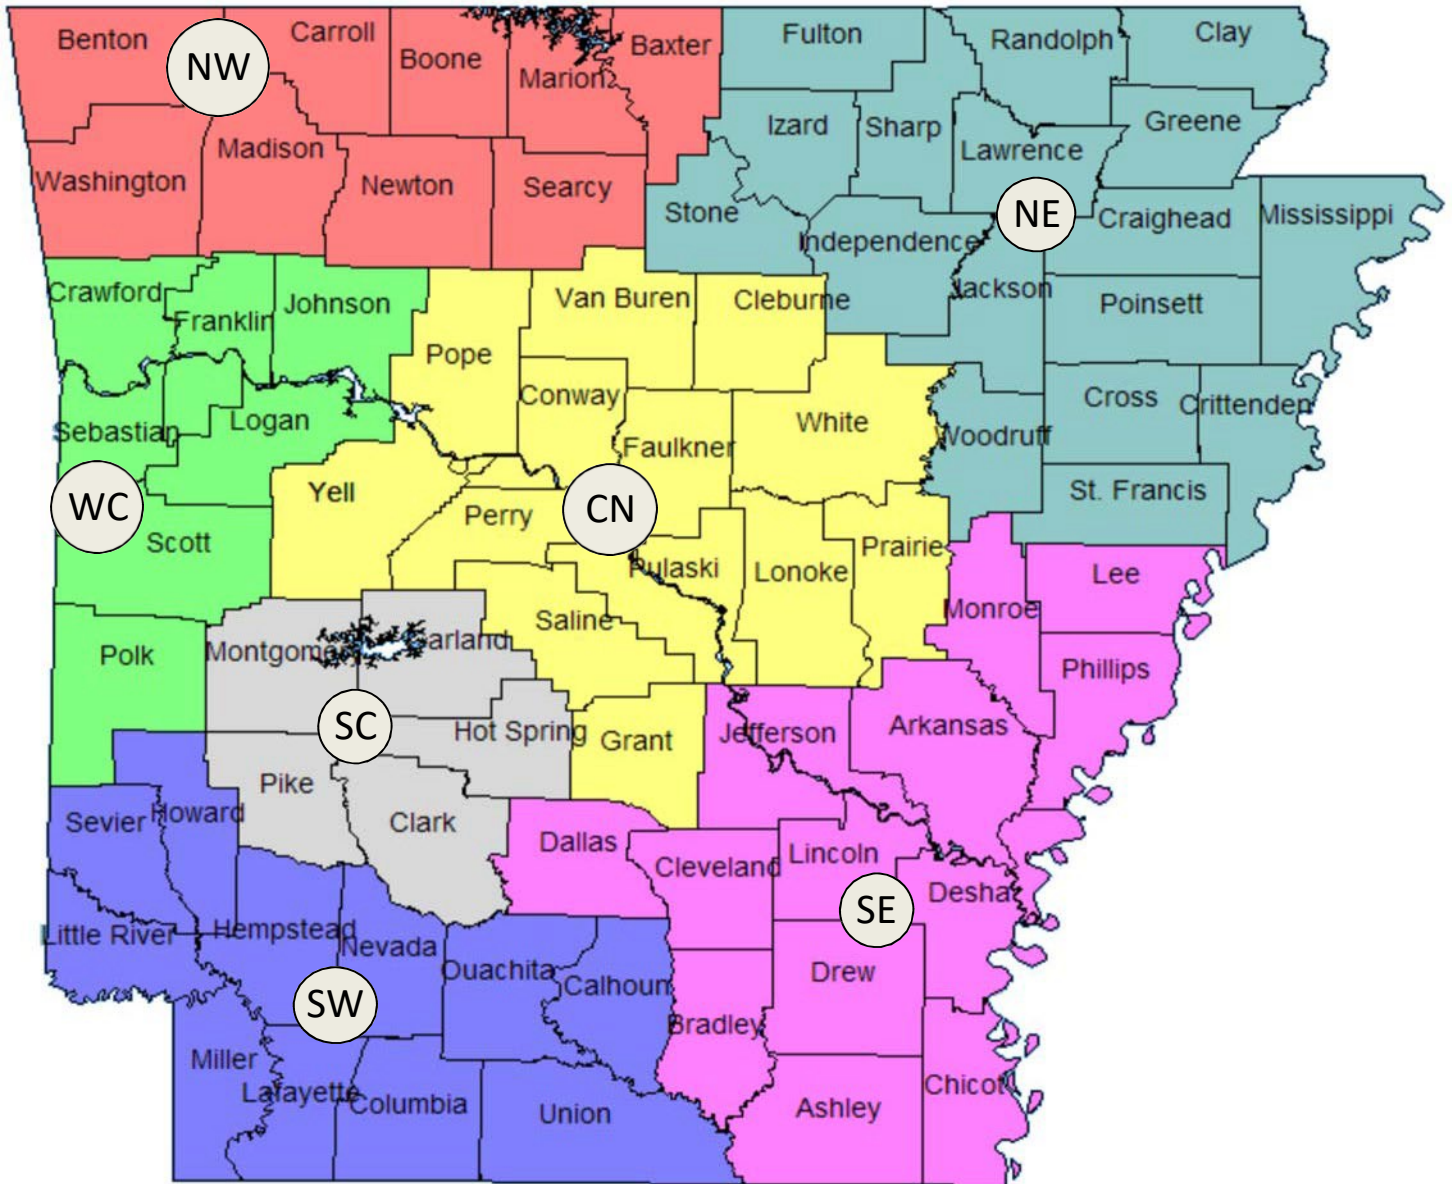 Benton
NW
Carroll
Boone
Marion
Baxter
Fulton
Randolph
Clay
Washington
Madison
Newton
Searcy
Izard
Sharp
Lawrence
Greene
Stone
Independence
NE
Craighead
Mississippi
Jackson
Poinsett
Crawford
Franklin
Johnson
Pope
Van Buren
Cleburne
Conway
Faulkner
White
Woodruff
Cross
Crittenden
St. Francis
Sebastian
Logan
WC
Scott
Yell
Perry
CN
Pulaski
Lonoke
Prairie
Monroe
Lee
Phillips
Polk
Montgomery
Garland
Saline
SC
Hot Spring
Grant
Jefferson
Arkansas
Pike
Clark
Sevier
Howard
Dallas
Cleveland
Lincoln
SE
Desha
Little River
Hempstead
Nevada
Ouachita
Calhoun
Drew
Bradley
SW
Miller
Lafayette
Columbia
Union
Ashley
Chicot